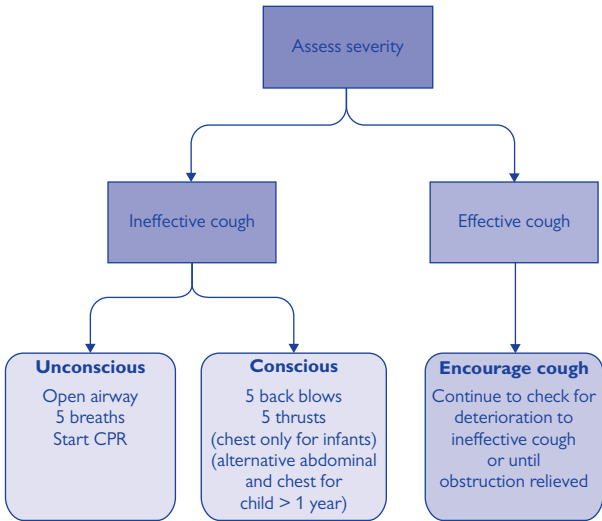 Assess severity
Ineffective cough
Effective cough
Unconscious
Open airway
5 breaths
Start CPR
Conscious
5 back blows
5 thrusts
(chest only for infants)
(alternative abdominal
and chest for
child > 1 year)
Encourage cough
Continue to check for
deterioration to
ineffective cough
or until
obstruction relieved